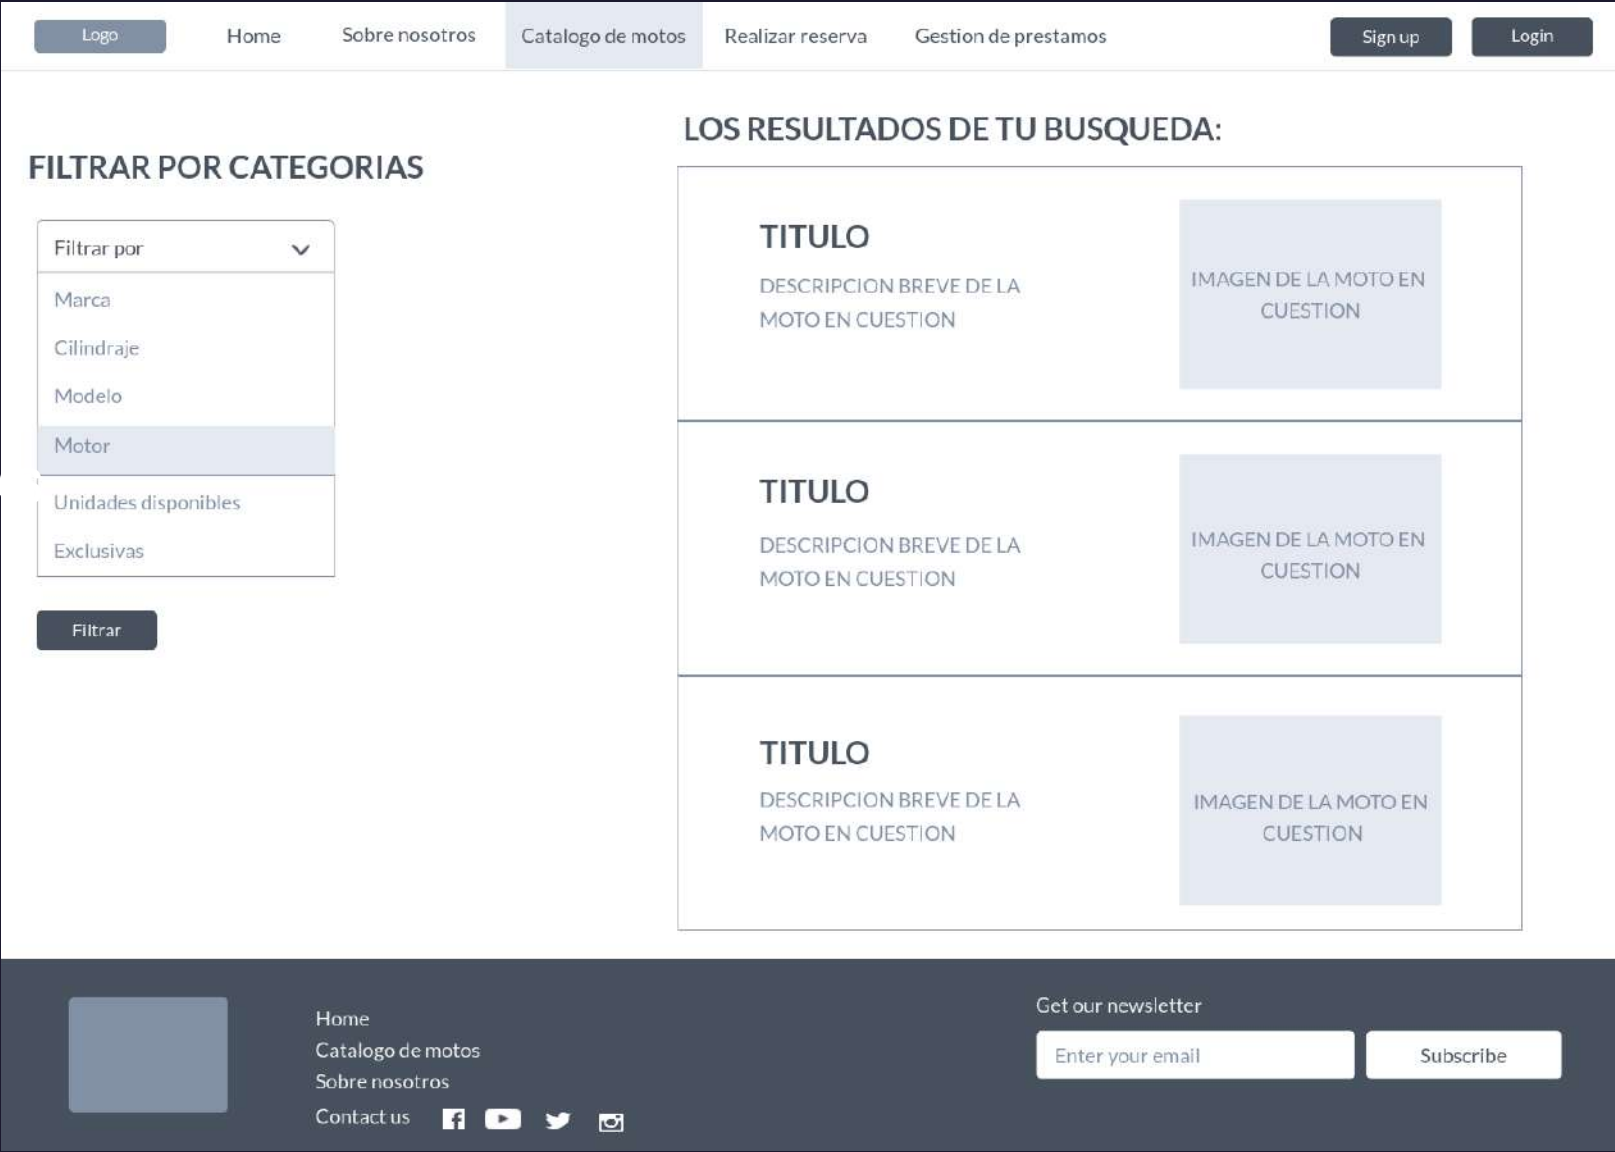 Logo
Home
Sobre nosotros
Catalogo de motos
Realizar reserva
Gestion de prestamos
Sign up
Login
FILTRAR POR CATEGORIAS
Filtrar por
Marca
Cilindraje
Modelo
Motor
Unidades disponibles
Exclusivas
Filtrar
LOS RESULTADOS DE TU BUSQUEDA:
TITULO
DESCRIPCION BREVE DE LA
MOTO EN CUESTION
IMAGEN DE LA MOTO EN
CUESTION
TITULO
DESCRIPCION BREVE DE LA
MOTO EN CUESTION
IMAGEN DE LA MOTO EN
CUESTION
TITULO
DESCRIPCION BREVE DE LA
MOTO EN CUESTION
IMAGEN DE LA MOTO EN
CUESTION
Home
Catalogo de motos
Sobre nosotros
Contact us
Get our newsletter
Enter your email
Subscribe